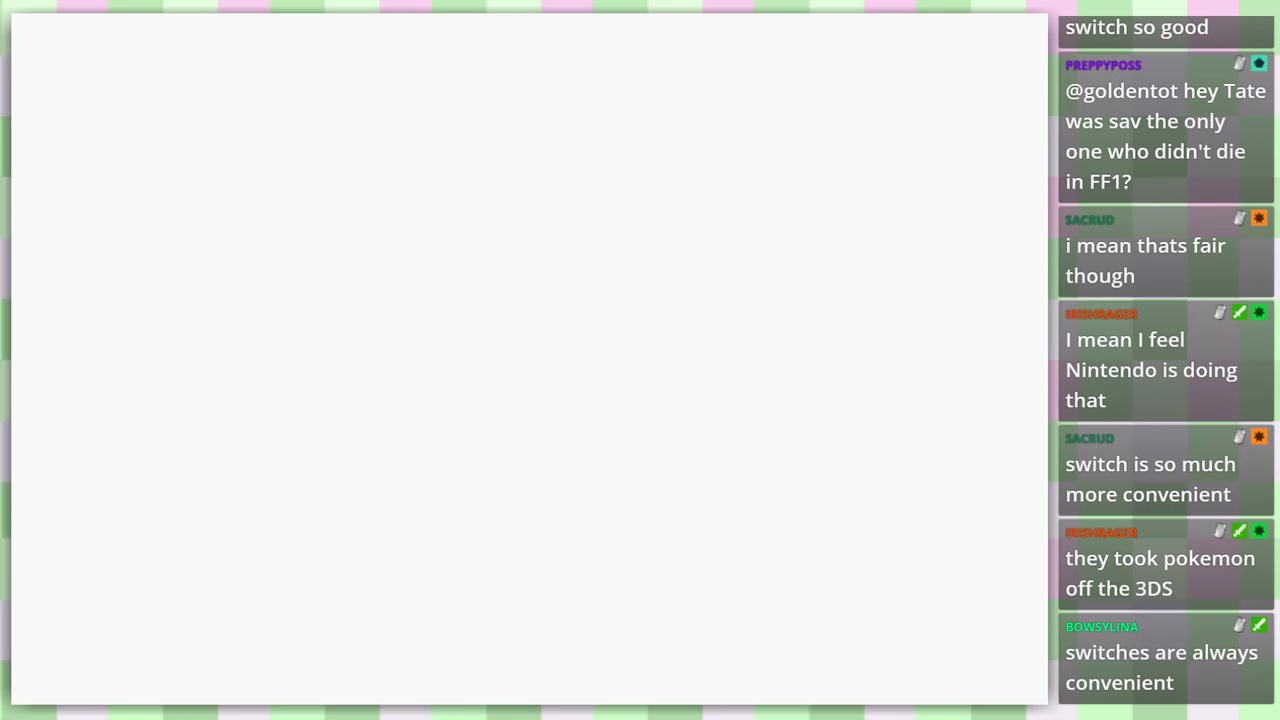 switch so good
PREPPYPOSS
@goldentot hey Tate
was sav the only
one who didn't die
in FF1?
SACRUD
i mean thats fair
though
IRISHRAGER
I mean I feel
Nintendo is doing
that
SACRUD
switch is so much
more convenient
IRISHRAGER
they took pokemon
off the 3DS
BOWSYLINA
switches are always
convenient